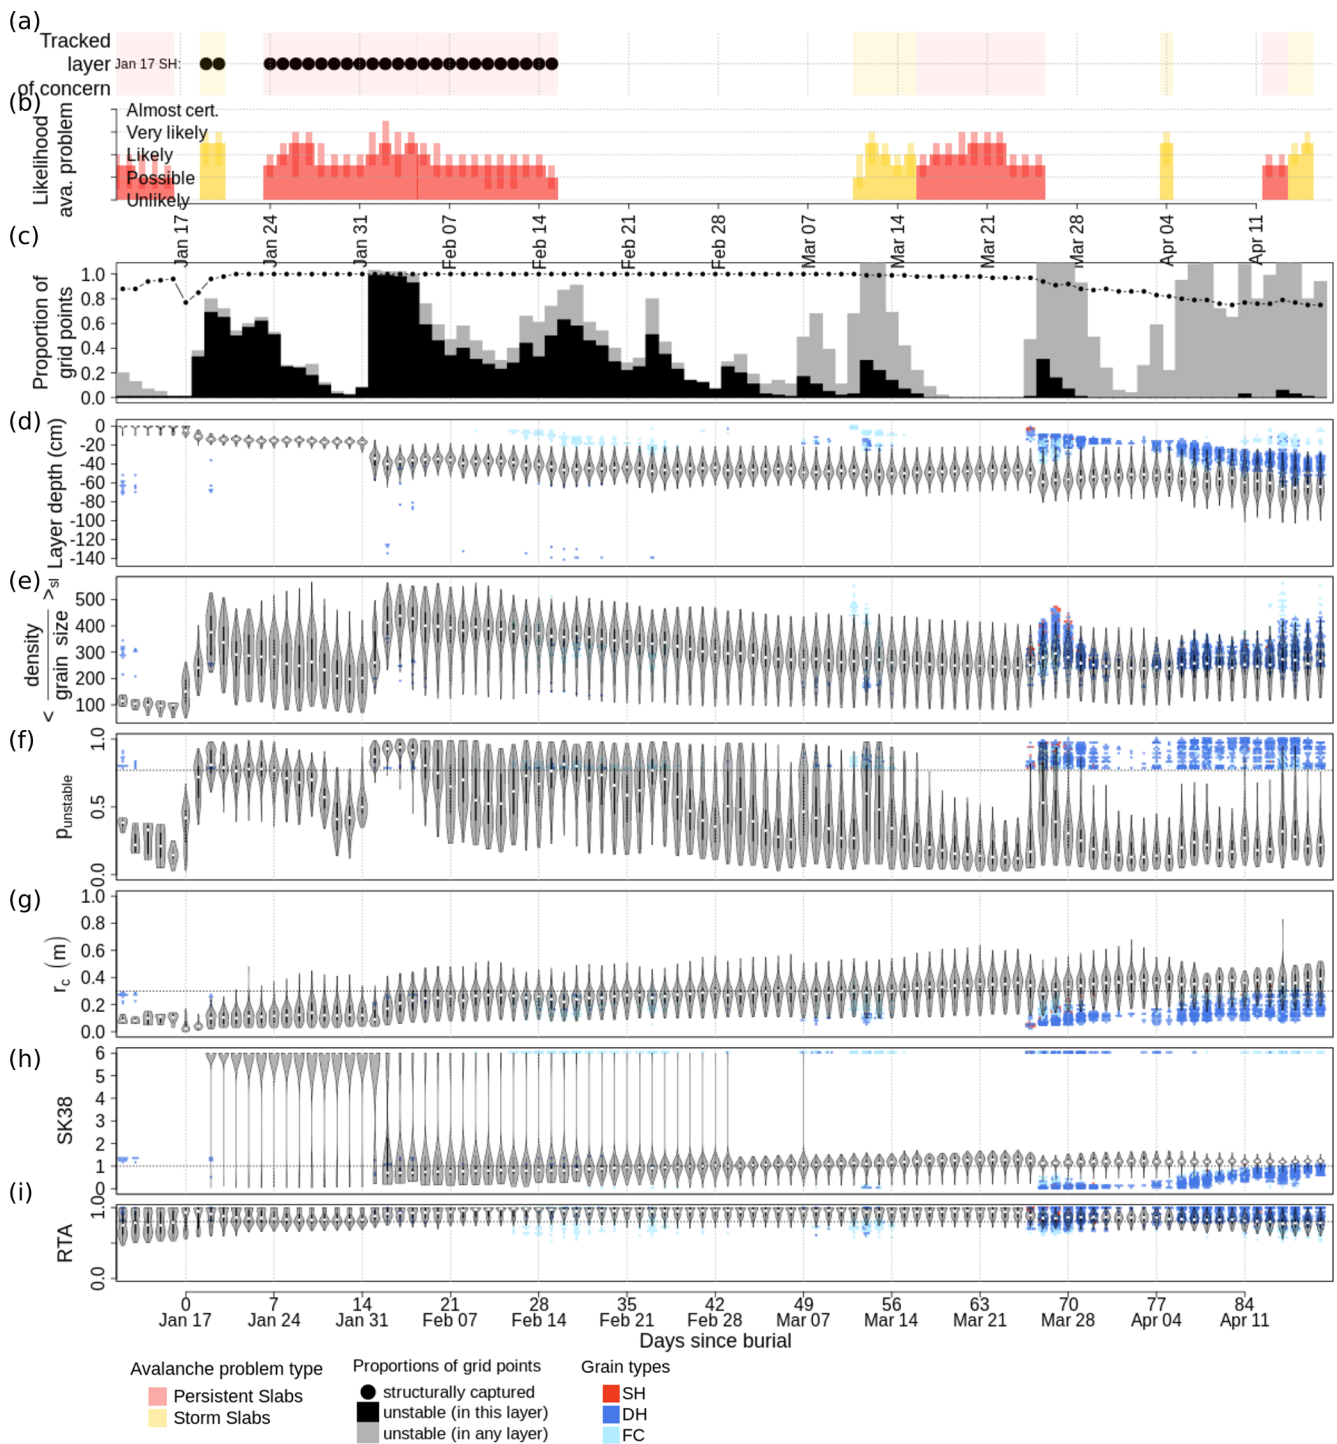 (a)
Tracked
layer
of concern
Jan 17 SH:
(b)
Likelihood
ava. problem
Almost cert.
Very likely
Likely
Possible
Unlikely
Jan 17
Jan 24
Jan 31
Feb 07
Feb 14
Feb 21
Feb 28
Mar 07
Mar 14
Mar 21
Mar 28
Apr 04
Apr 11
(c)
Proportion of
grid points
1.0
0.8
0.6
0.4
0.2
0.0
(d)
Layer depth (cm)
0
-20
-40
-60
-80
-100
-120
-140
(e)
< density / grain size >sl
500
400
300
200
100
(f)
punstable
1.0
0.5
0.0
(g)
rc (m)
1.0
0.8
0.6
0.4
0.2
0.0
(h)
SK38
6
5
4
3
2
1
0
(i)
RTA
1.0
0.0
0 7 14 21 28 35 42 49 56 63 70 77 84
Jan 17 Jan 24 Jan 31 Feb 07 Feb 14 Feb 21 Feb 28 Mar 07 Mar 14 Mar 21 Mar 28 Apr 04 Apr 11
Days since burial
Avalanche problem type
Persistent Slabs
Storm Slabs
Proportions of grid points
structurally captured
unstable (in this layer)
unstable (in any layer)
Grain types
SH
DH
FC